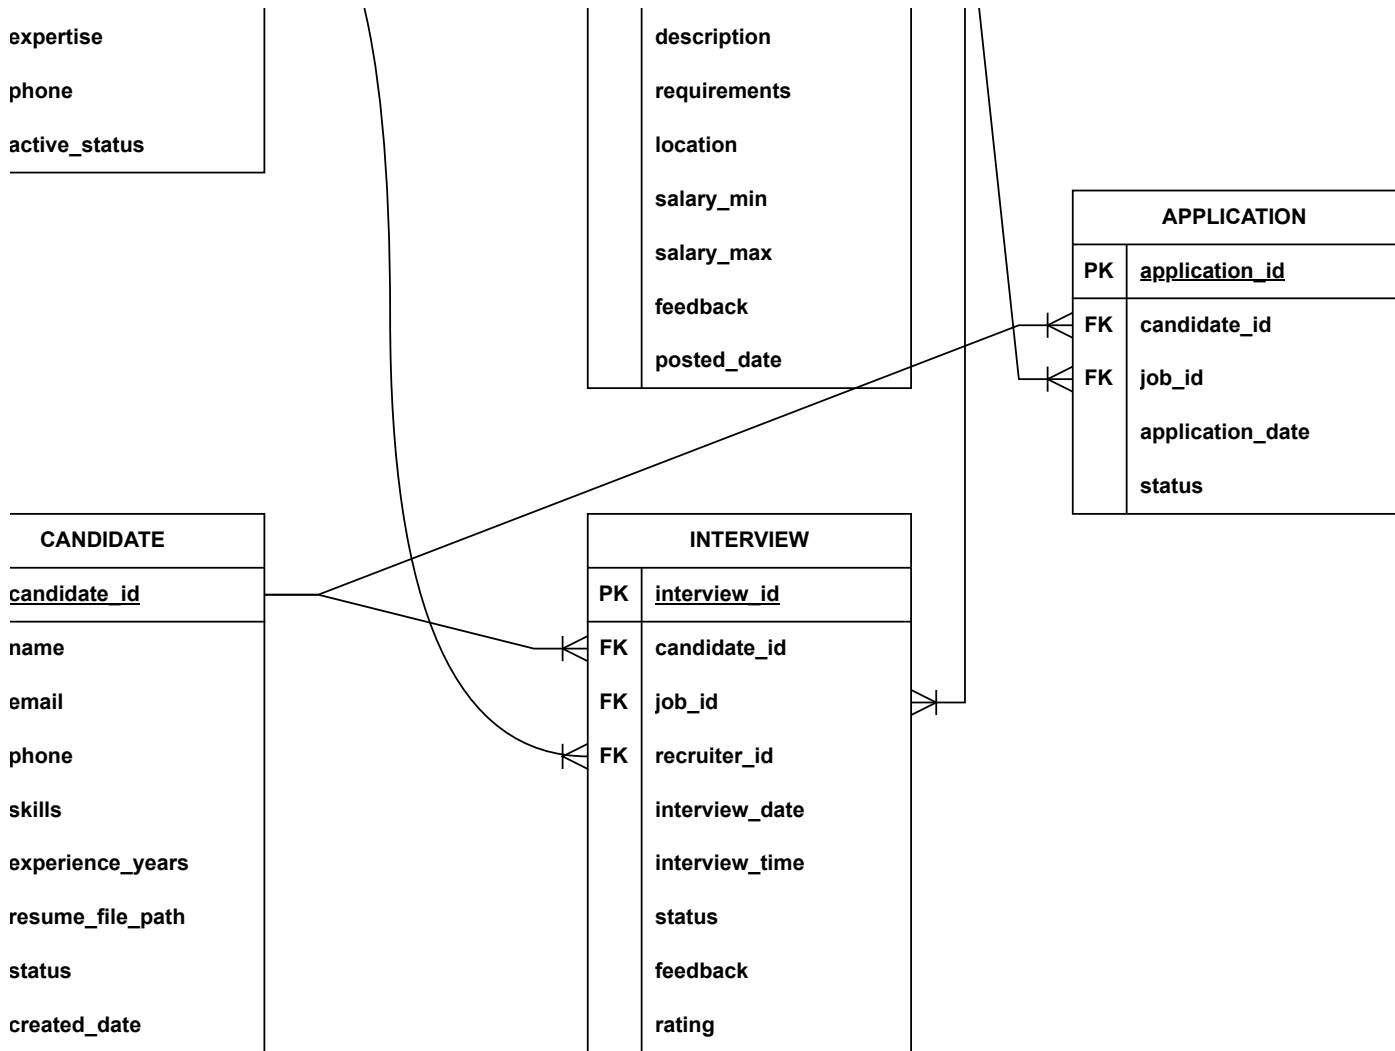 expertise
phone
active_status
description
requirements
location
salary_min
salary_max
feedback
posted_date
APPLICATION
PK application_id
FK candidate_id
FK job_id
application_date
status
CANDIDATE
candidate_id
name
email
phone
skills
experience_years
resume_file_path
status
created_date
INTERVIEW
PK interview_id
FK candidate_id
FK job_id
FK recruiter_id
interview_date
interview_time
status
feedback
rating